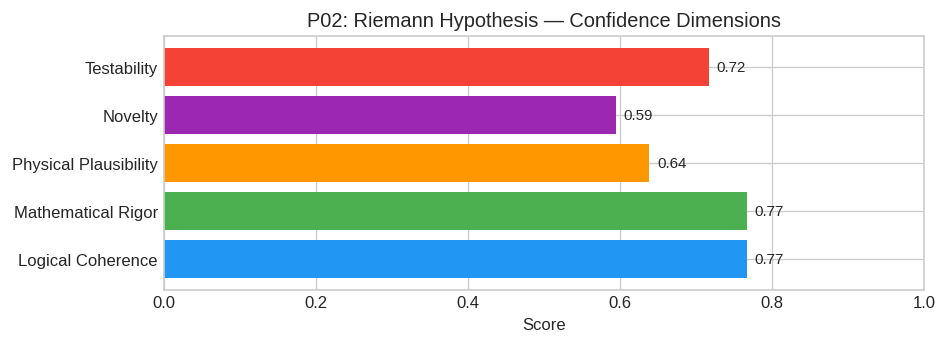 P02: Riemann Hypothesis — Confidence Dimensions
Testability 0.72
Novelty 0.59
Physical Plausibility 0.64
Mathematical Rigor 0.77
Logical Coherence 0.77
0.0 0.2 0.4 0.6 0.8 1.0
Score